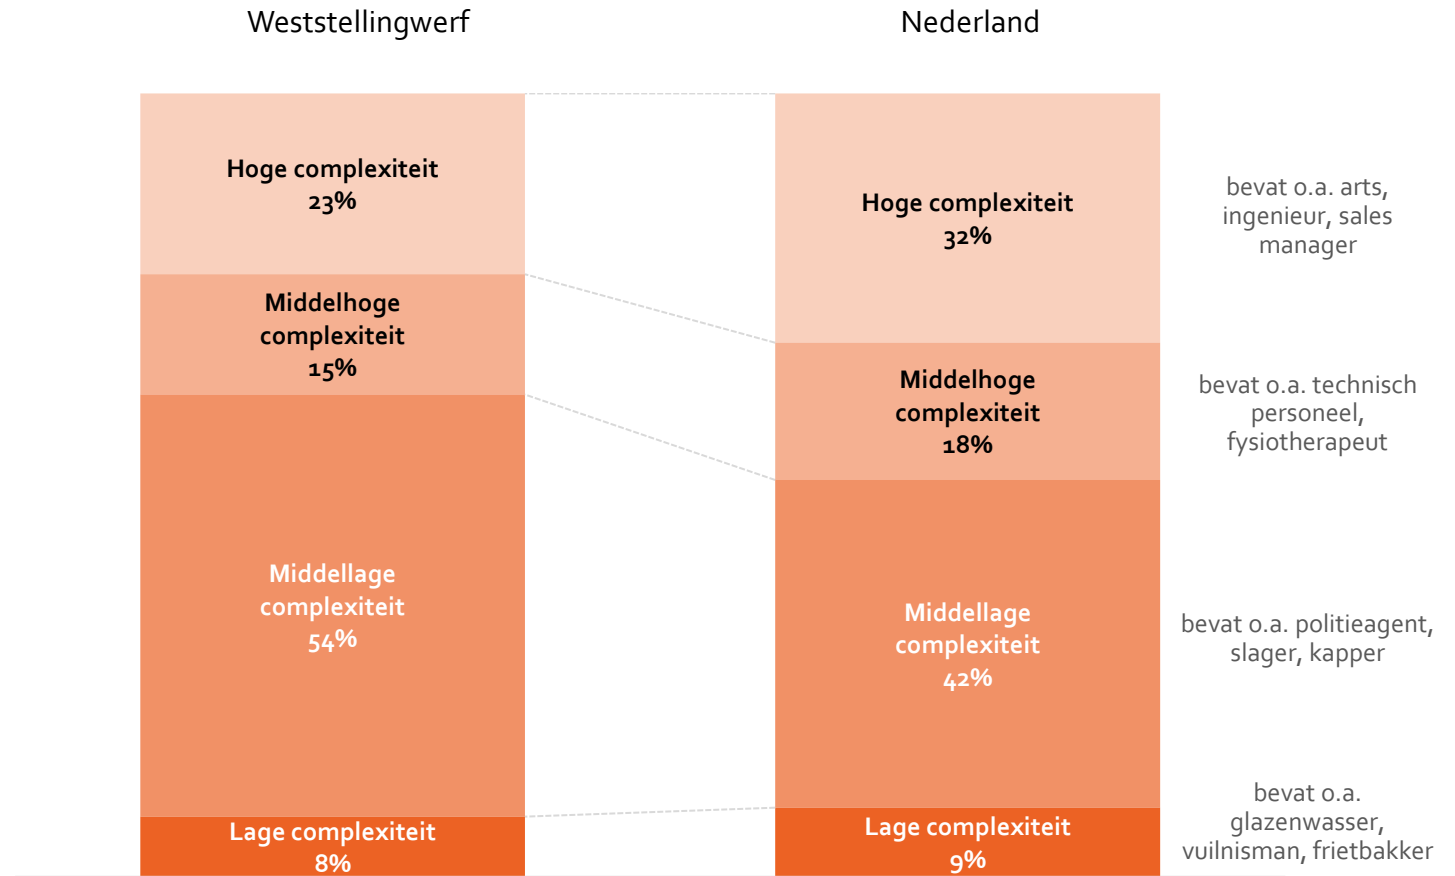 Weststellingwerf
Nederland
Hoge complexiteit
23%
Middelhoge
complexiteit
15%
Middellage
complexiteit
54%
Lage complexiteit
8%
Hoge complexiteit
32%
Middelhoge
complexiteit
18%
Middellage
complexiteit
42%
Lage complexiteit
9%
bevat o.a. arts,
ingenieur, sales
manager
bevat o.a. technisch
personeel,
fysiotherapeut
bevat o.a. politieagent,
slager, kapper
bevat o.a.
glazenwasser,
vuilnisman, frietbakker